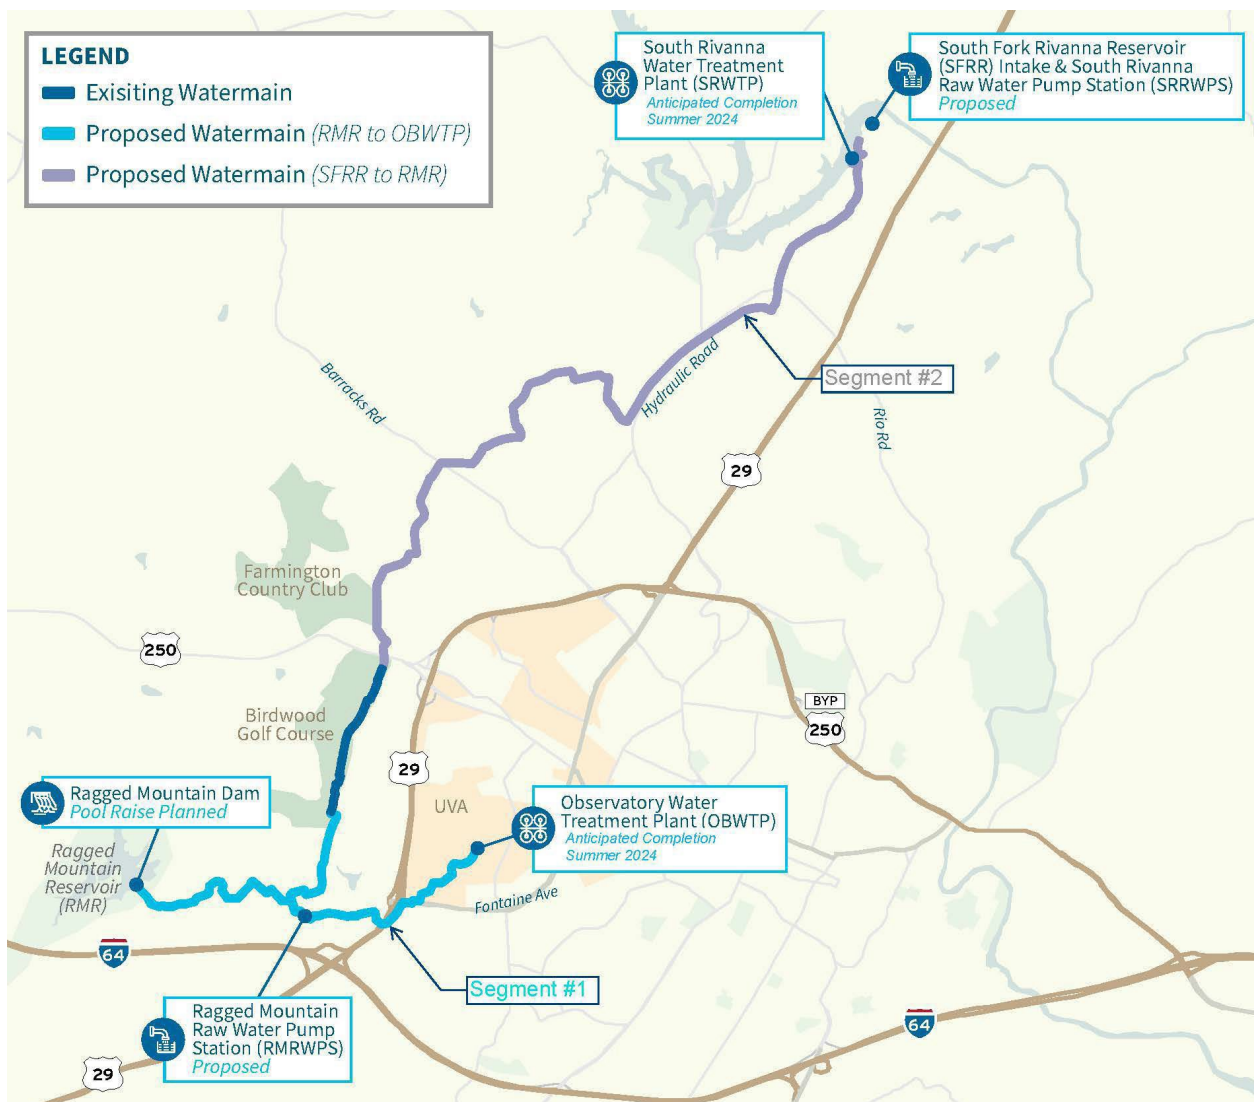 LEGEND
Exisiting Watermain
Proposed Watermain (RMR to OBWTP)
Proposed Watermain (SFRR to RMR)
South Rivanna
Water Treatment
Plant (SRWTP)
Anticipated Completion
Summer 2024
South Fork Rivanna Reservoir
(SFRR) Intake & South Rivanna
Raw Water Pump Station (SRRWPS)
Proposed
Hydraulic Road
Segment #2
Barracks Rd
Rio Rd
29
Farmington
Country Club
250
Birdwood
Golf Course
BYP
250
29
Ragged Mountain Dam
Pool Raise Planned
UVA
Observatory Water
Treatment Plant (OBWTP)
Anticipated Completion
Summer 2024
Ragged
Mountain
Reservoir
(RMR)
Fontaine Ave
64
Segment #1
Ragged Mountain
Raw Water Pump
Station (RMRWPS)
Proposed
64
29